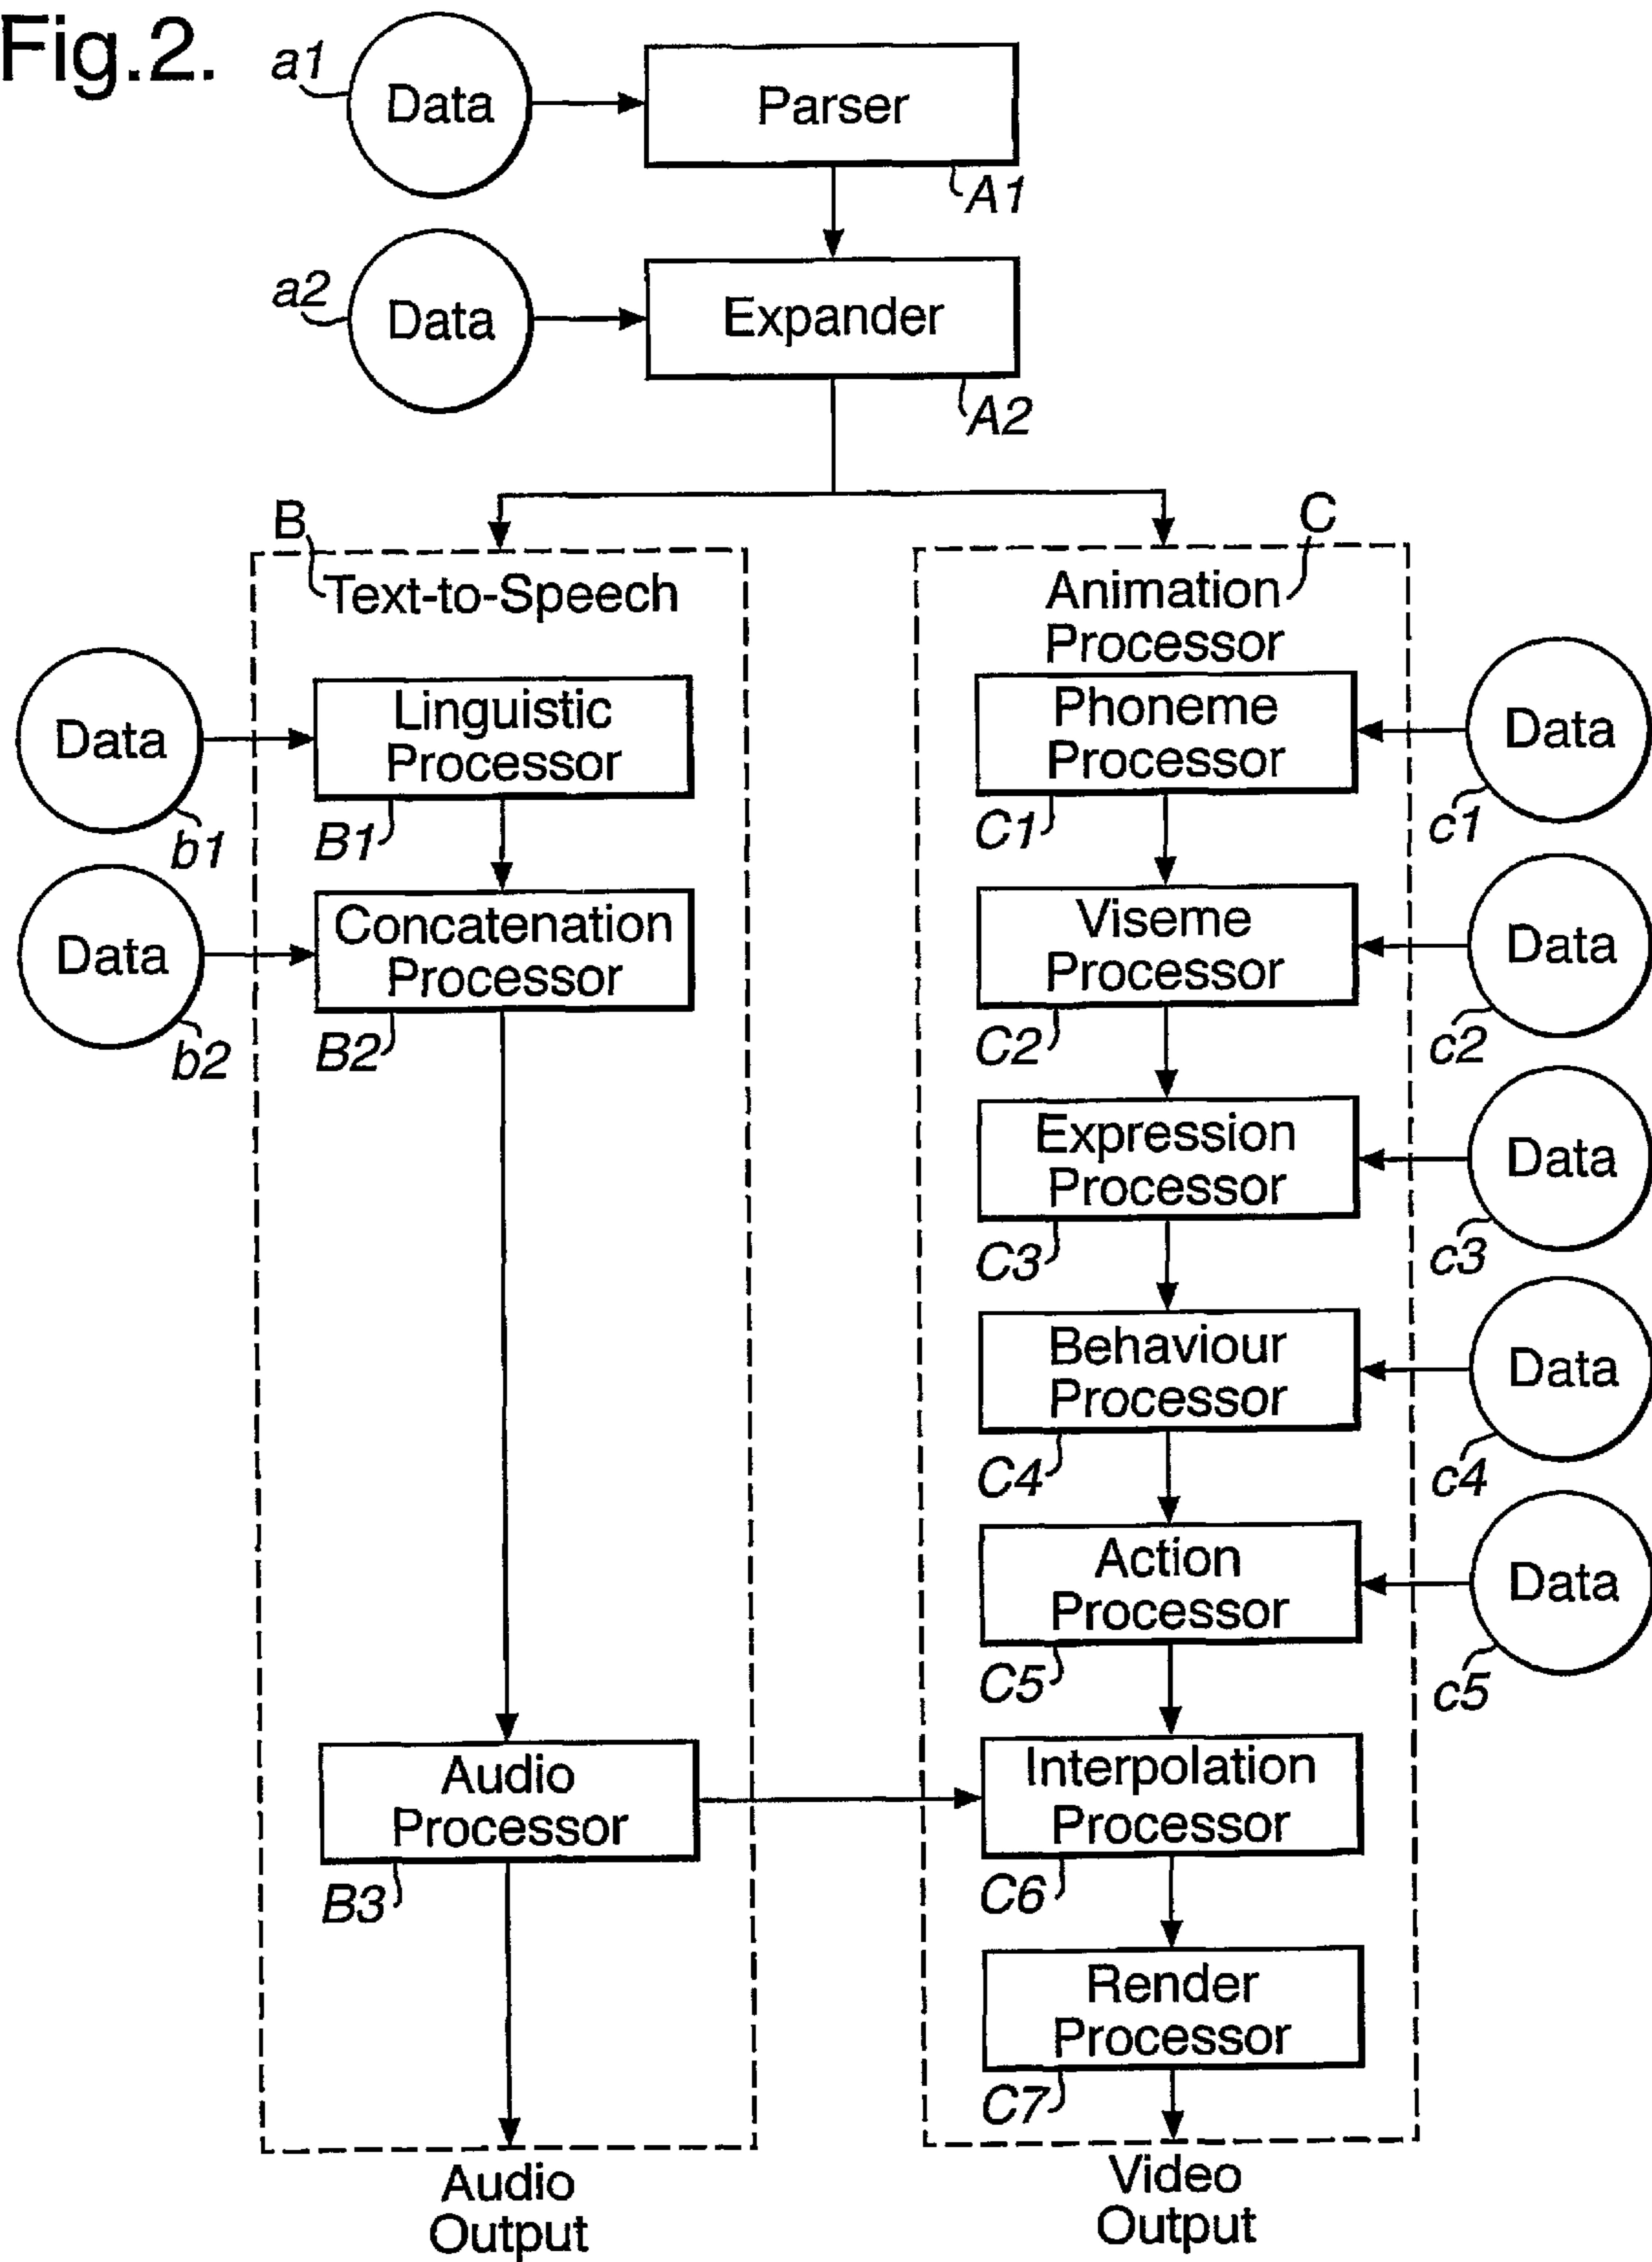 Fig.2.
a1
Data
Parser
A1
a2
Data
Expander
A2
B
Text-to-Speech
Data
b1
Linguistic
Processor
B1
Data
b2
Concatenation
Processor
B2
Audio
Processor
B3
Audio
Output
C
Animation
Processor
Phoneme
Processor
C1
Data
c1
Viseme
Processor
C2
Data
c2
Expression
Processor
C3
Data
c3
Behaviour
Processor
C4
Data
c4
Action
Processor
C5
Data
c5
Interpolation
Processor
C6
Render
Processor
C7
Video
Output